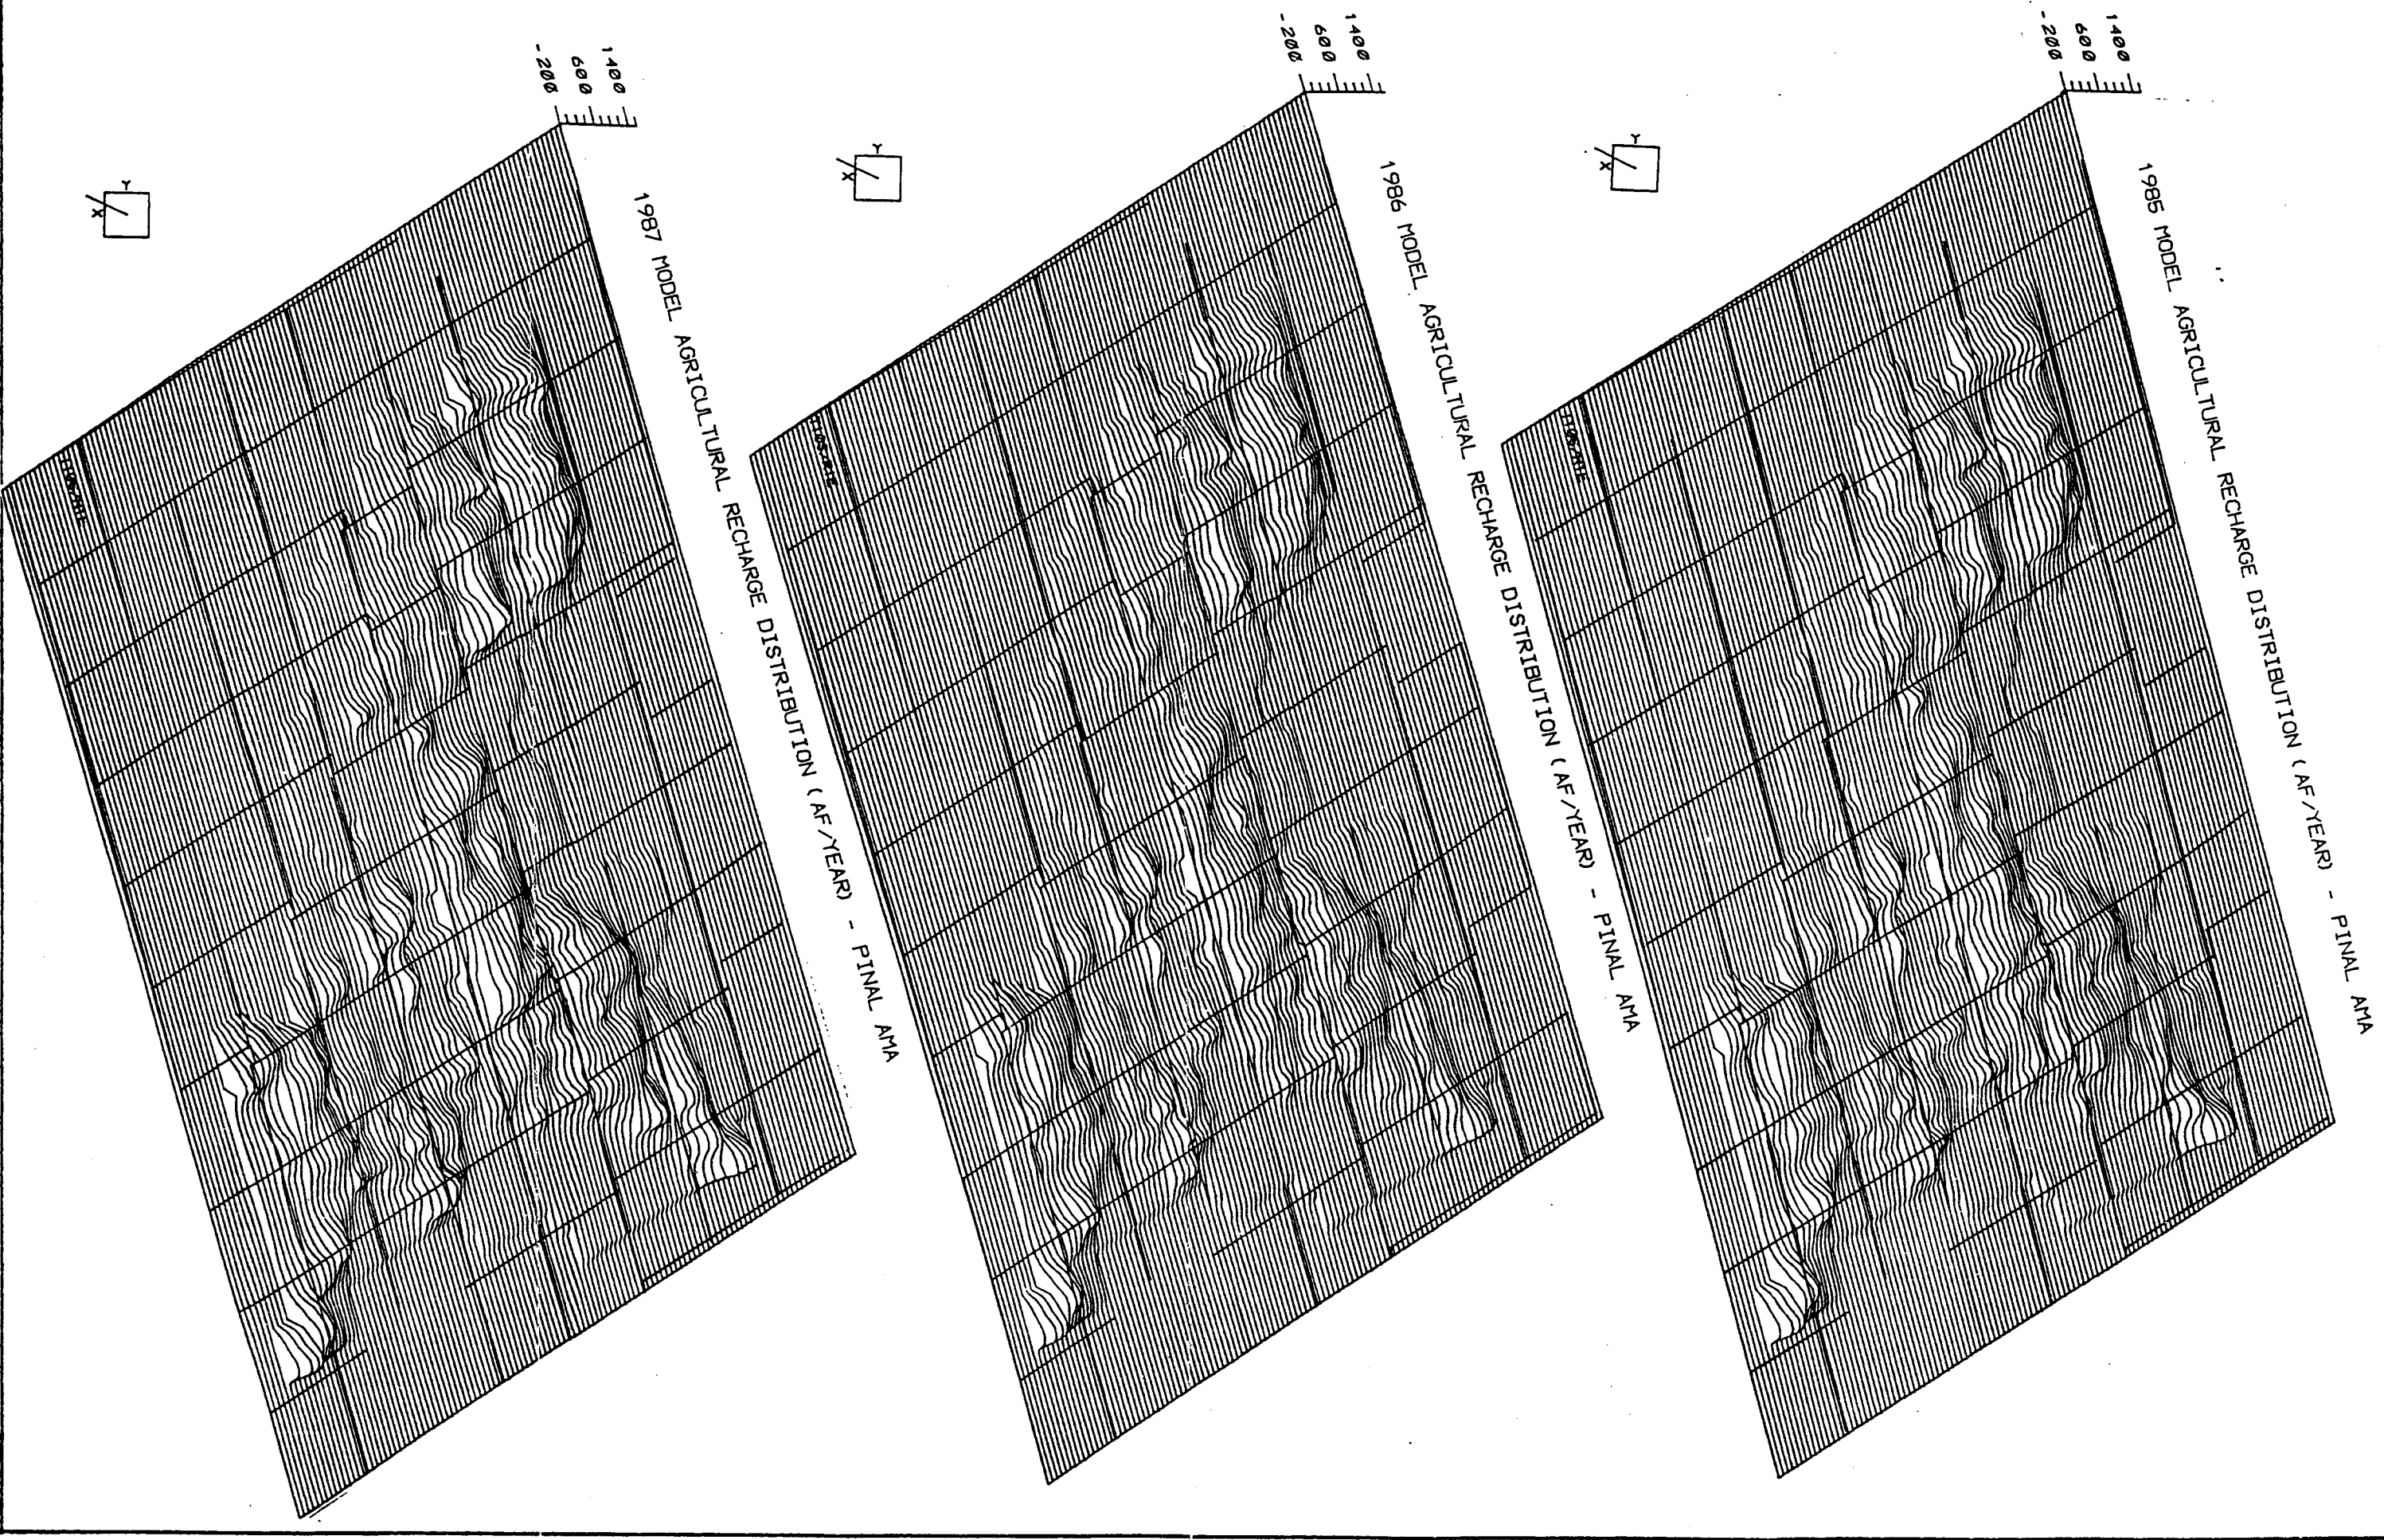 1985 MODEL AGRICULTURAL RECHARGE DISTRIBUTION (AF/YEAR) - PINAL AMA
1400
600
-200
Y
X
1986 MODEL AGRICULTURAL RECHARGE DISTRIBUTION (AF/YEAR) - PINAL AMA
1400
600
-200
Y
X
1987 MODEL AGRICULTURAL RECHARGE DISTRIBUTION (AF/YEAR) - PINAL AMA
1400
600
-200
Y
X